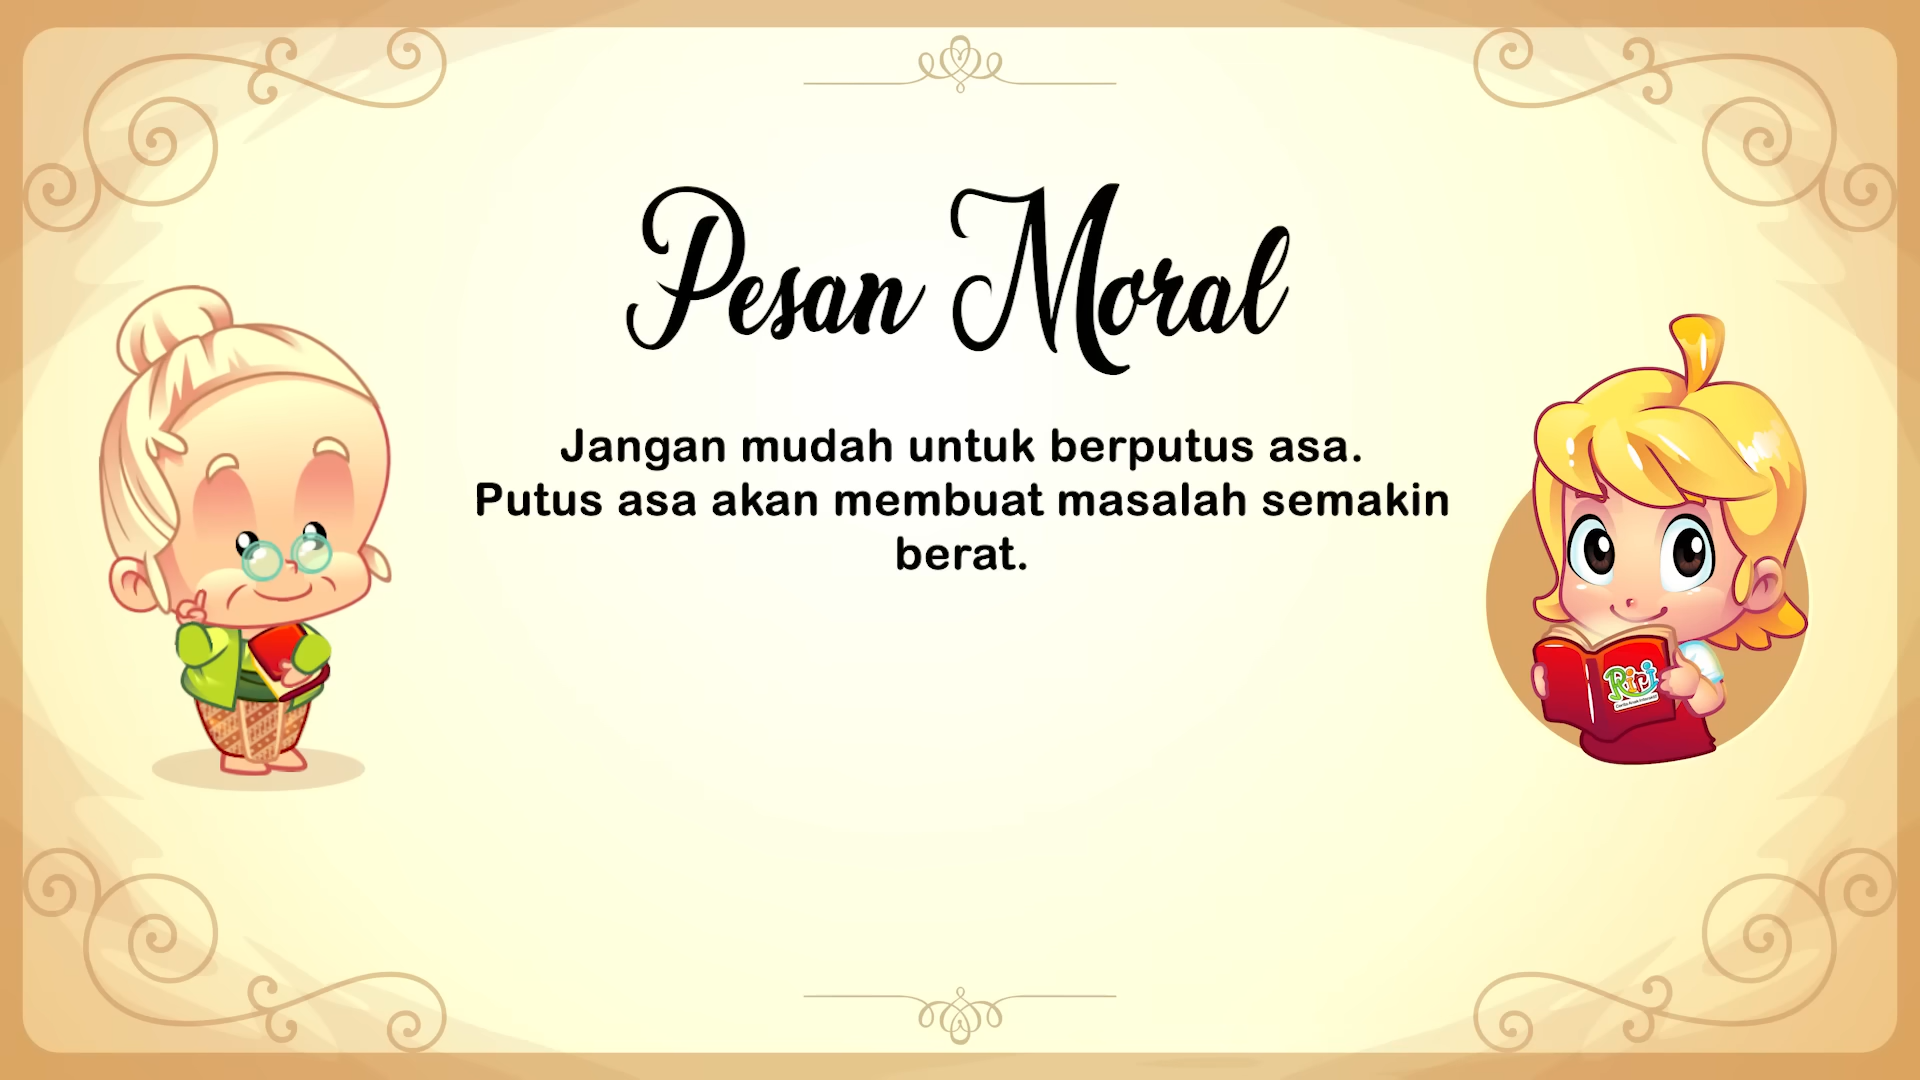 Pesan Moral
Jangan mudah untuk berputus asa.
Putus asa akan membuat masalah semakin
berat.
Riri